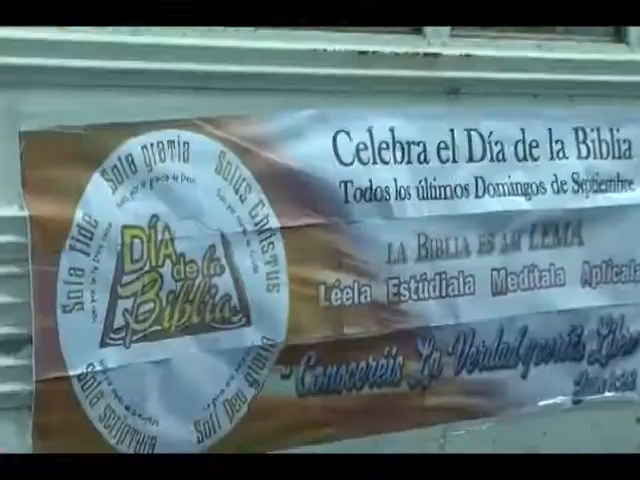 Celebra el Día de la Biblia
Todos los últimos Domingos de Septiembre
LA BIBLIA ES MI LEMA
Léela Estúdiala Medítala Aplícala
"Conoceréis La Verdad y seréis Libres
Sola gratia
Solus Christus
Sola fide
DÍA
de la
Biblia
Sola scriptura
Soli Deo gloria